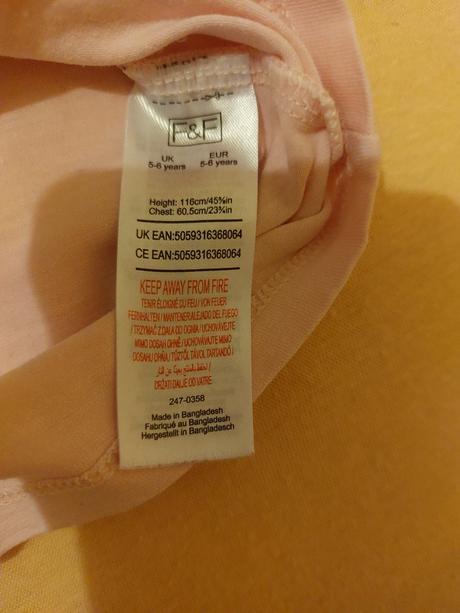 F&F
UK EUR
5-6 years 5-6 years
Height: 116cm/45⅝in
Chest: 60.5cm/23¾in
UK EAN:5059316368064
CE EAN:5059316368064
KEEP AWAY FROM FIRE
TENIR ÉLOIGNÉ DU FEU / VON FEUER
FERNHALTEN / MANTENER ALEJADO DEL FUEGO
/ TRZYMAĆ Z DALA OD OGNIA / UCHOVÁVEJTE
MIMO DOSAH OHNĚ / UCHOVÁVAJTE MIMO
DOSAHU OHŇA / TŰZTŐL TÁVOL TARTANDÓ /
DRŽATI DALJE OD VATRE
247-0358
Made in Bangladesh
Fabriqué au Bangladesh
Hergestellt in Bangladesch